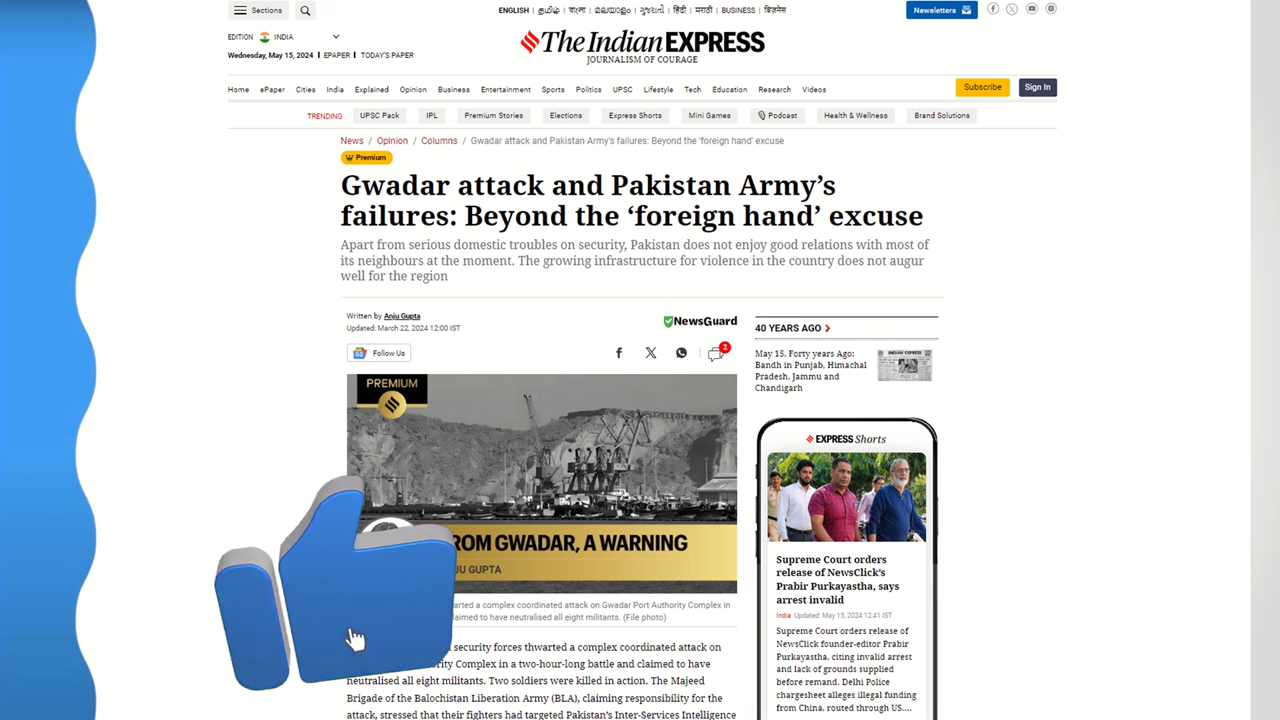 Sections
ENGLISH | தமிழ் | বাংলা | മലയാളം | ગુજરાતી | हिंदी | मराठी | BUSINESS | बिज़नेस
Newsletters
EDITION INDIA
Wednesday, May 15, 2024 | EPAPER | TODAY'S PAPER
The Indian EXPRESS
JOURNALISM OF COURAGE
Home ePaper Cities India Explained Opinion Business Entertainment Sports Politics UPSC Lifestyle Tech Education Research Videos
Subscribe
Sign In
TRENDING UPSC Pack IPL Premium Stories Elections Express Shorts Mini Games Podcast Health & Wellness Brand Solutions
News / Opinion / Columns / Gwadar attack and Pakistan Army's failures: Beyond the 'foreign hand' excuse
Premium
Gwadar attack and Pakistan Army's
failures: Beyond the 'foreign hand' excuse
Apart from serious domestic troubles on security, Pakistan does not enjoy good relations with most of
its neighbours at the moment. The growing infrastructure for violence in the country does not augur
well for the region
Written by Anju Gupta
Updated: March 22, 2024 12:00 IST
NewsGuard
Follow Us
2
PREMIUM
ROM GWADAR, A WARNING
JU GUPTA
warted a complex coordinated attack on Gwadar Port Authority Complex in
laimed to have neutralised all eight militants. (File photo)
security forces thwarted a complex coordinated attack on
ority Complex in a two-hour-long battle and claimed to have
neutralised all eight militants. Two soldiers were killed in action. The Majeed
Brigade of the Balochistan Liberation Army (BLA), claiming responsibility for the
attack, stressed that their fighters had targeted Pakistan's Inter-Services Intelligence
40 YEARS AGO
May 15, Forty years Ago:
Bandh in Punjab, Himachal
Pradesh, Jammu and
Chandigarh
INDIAN EXPRESS
EXPRESS Shorts
Supreme Court orders
release of NewsClick's
Prabir Purkayastha, says
arrest invalid
India Updated: May 15, 2024 12:41 IST
Supreme Court orders release of
NewsClick founder-editor Prabir
Purkayastha, citing invalid arrest
and lack of grounds supplied
before remand. Delhi Police
chargesheet alleges illegal funding
from China, routed through US....